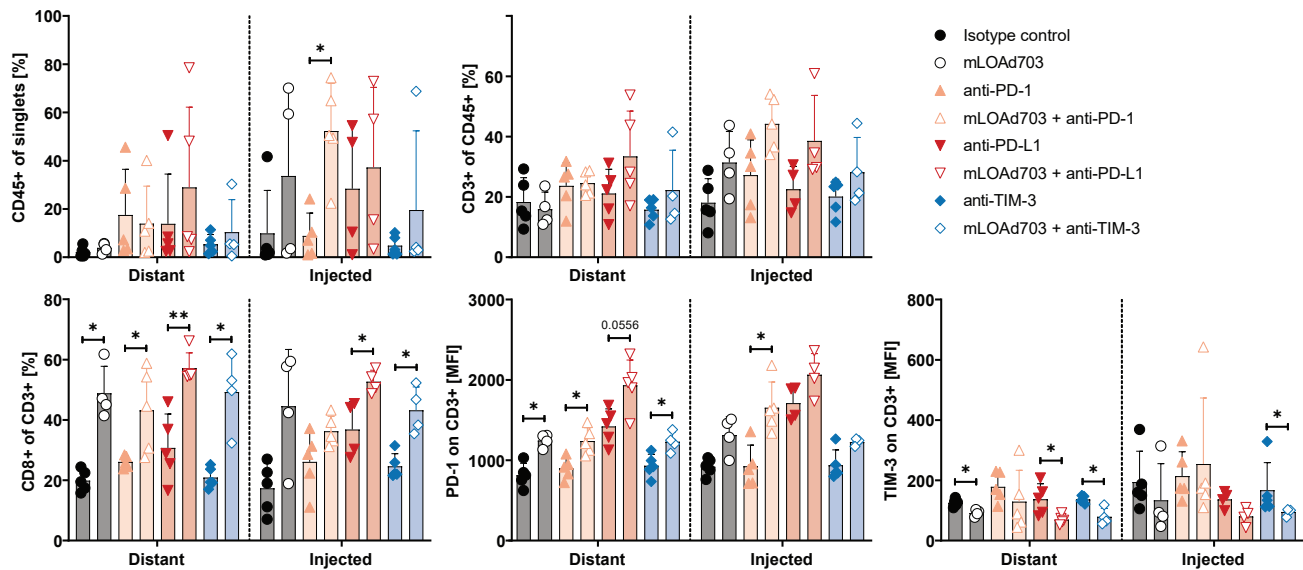 100
80
60
40
20
0
CD45+ of singlets [%]
*
Distant
Injected
80
60
40
20
0
CD3+ of CD45+ [%]
Distant
Injected
Isotype control
mLOAd703
anti-PD-1
mLOAd703 + anti-PD-1
anti-PD-L1
mLOAd703 + anti-PD-L1
anti-TIM-3
mLOAd703 + anti-TIM-3
80
60
40
20
0
CD8+ of CD3+ [%]
*
*
**
*
*
*
Distant
Injected
3000
2000
1000
0
PD-1 on CD3+ [MFI]
*
*
0.0556
*
*
Distant
Injected
800
600
400
200
0
TIM-3 on CD3+ [MFI]
*
*
*
*
Distant
Injected